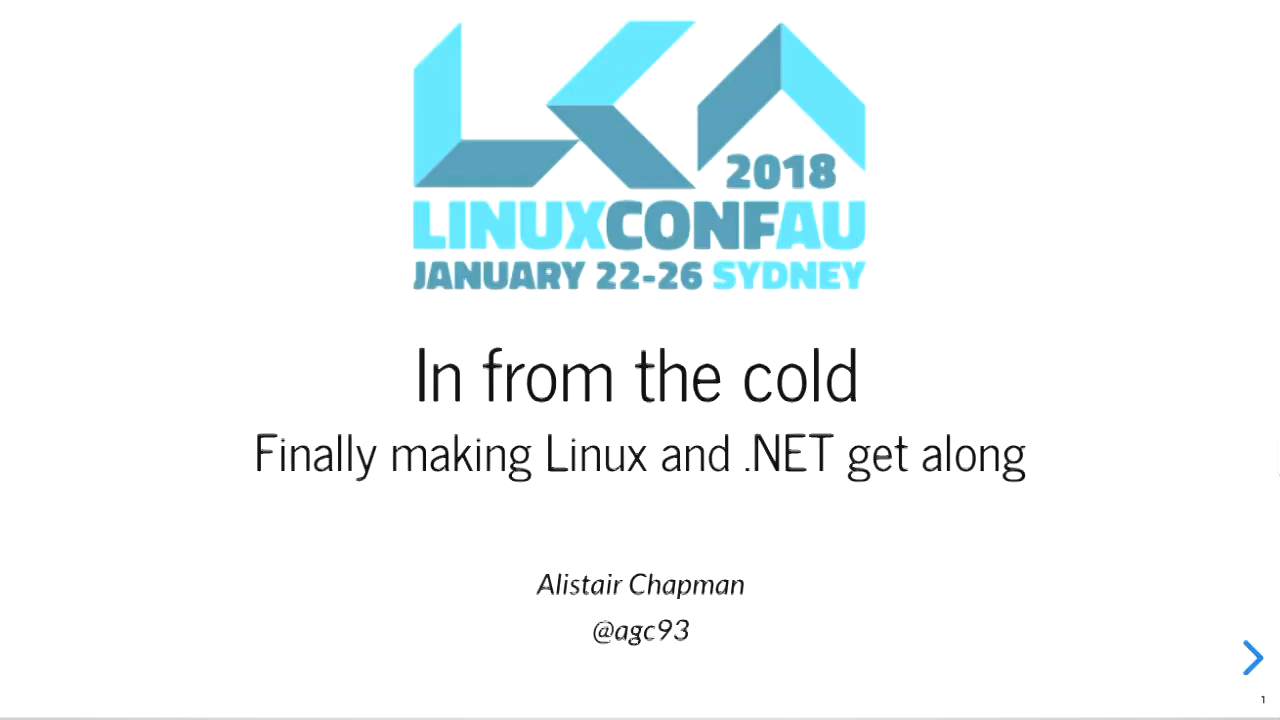 LCA
2018
LINUXCONFAU
JANUARY 22-26 SYDNEY
In from the cold
Finally making Linux and .NET get along
Alistair Chapman
@agc93
1